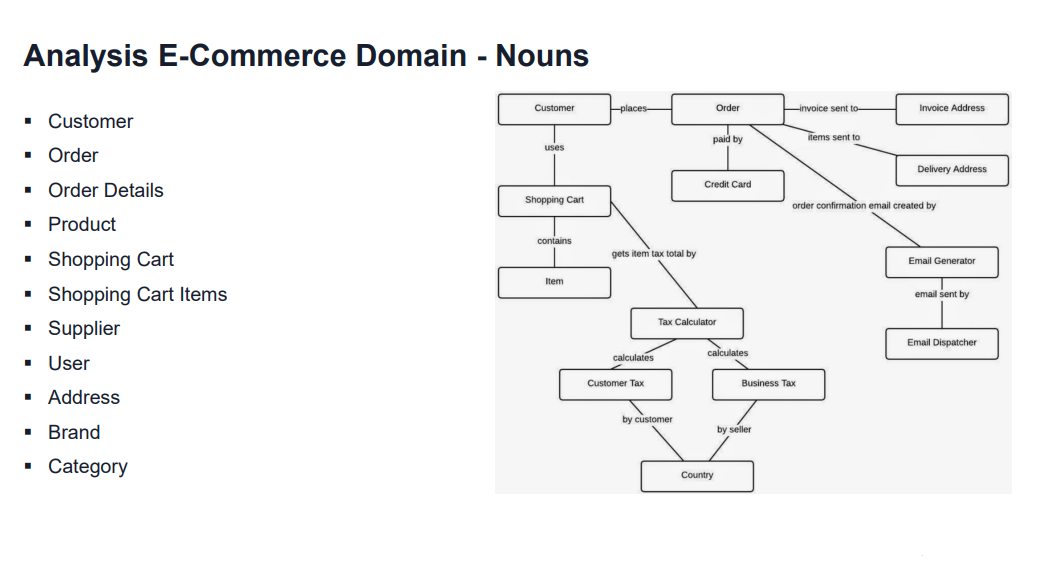 Analysis E-Commerce Domain - Nouns
▪ Customer
▪ Order
▪ Order Details
▪ Product
▪ Shopping Cart
▪ Shopping Cart Items
▪ Supplier
▪ User
▪ Address
▪ Brand
▪ Category
Customer
places
Order
invoice sent to
Invoice Address
uses
paid by
items sent to
Delivery Address
Credit Card
Shopping Cart
order confirmation email created by
contains
gets item tax total by
Email Generator
Item
email sent by
Tax Calculator
Email Dispatcher
calculates
calculates
Customer Tax
Business Tax
by customer
by seller
Country